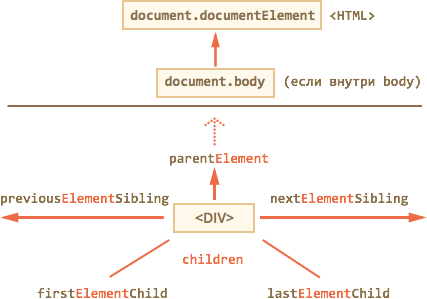 document.documentElement <HTML>
document.body (если внутри body)
parentElement
previousElementSibling nextElementSibling
<DIV>
children
firstElementChild lastElementChild